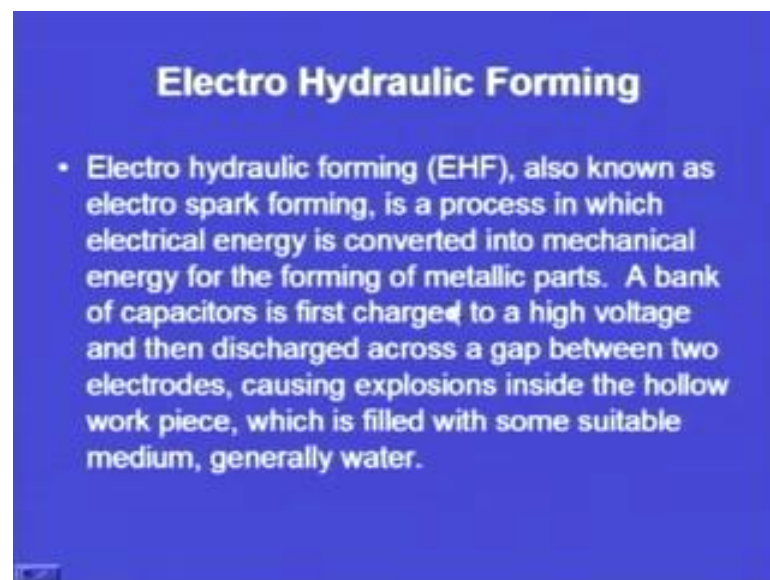 Electro Hydraulic Forming
• Electro hydraulic forming (EHF), also known as
electro spark forming, is a process in which
electrical energy is converted into mechanical
energy for the forming of metallic parts. A bank
of capacitors is first charged to a high voltage
and then discharged across a gap between two
electrodes, causing explosions inside the hollow
work piece, which is filled with some suitable
medium, generally water.